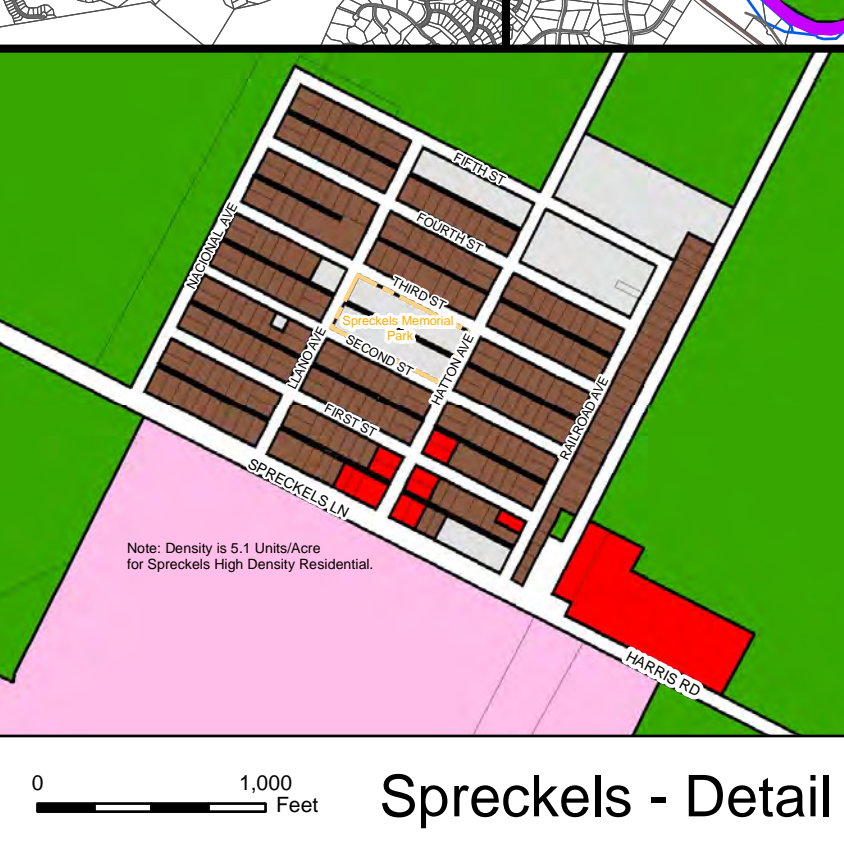 FIFTH ST
FOURTH ST
NACIONAL AVE
THIRD ST
Spreckels Memorial
Park
SECOND ST
LLANO AVE
HATTON AVE
RAILROAD AVE
FIRST ST
SPRECKELS LN
Note: Density is 5.1 Units/Acre
for Spreckels High Density Residential.
HARRIS RD
0 1,000
Feet
Spreckels - Detail